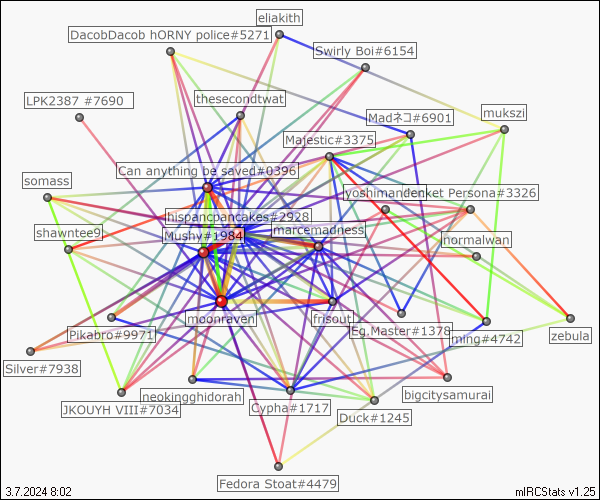 eliakith
DacobDacob hORNY police#5271
Swirly Boi#6154
LPK2387 #7690
thesecondtwat
Madネコ#6901
mukszi
Majestic#3375
Can anything be saved#0396
somass
yoshimandenket Persona#3326
hispancpancakes#2928
shawntee9
Mushy#1984
marcemadness
normalwan
moonraven
frisout
Pikabro#9971
Eg.Master#1378
ming#4742
zebula
Silver#7938
neokingghidorah
bigcitysamurai
JKOUYH VIII#7034
Cypha#1717
Duck#1245
Fedora Stoat#4479
3.7.2024 8:02
mIRCStats v1.25